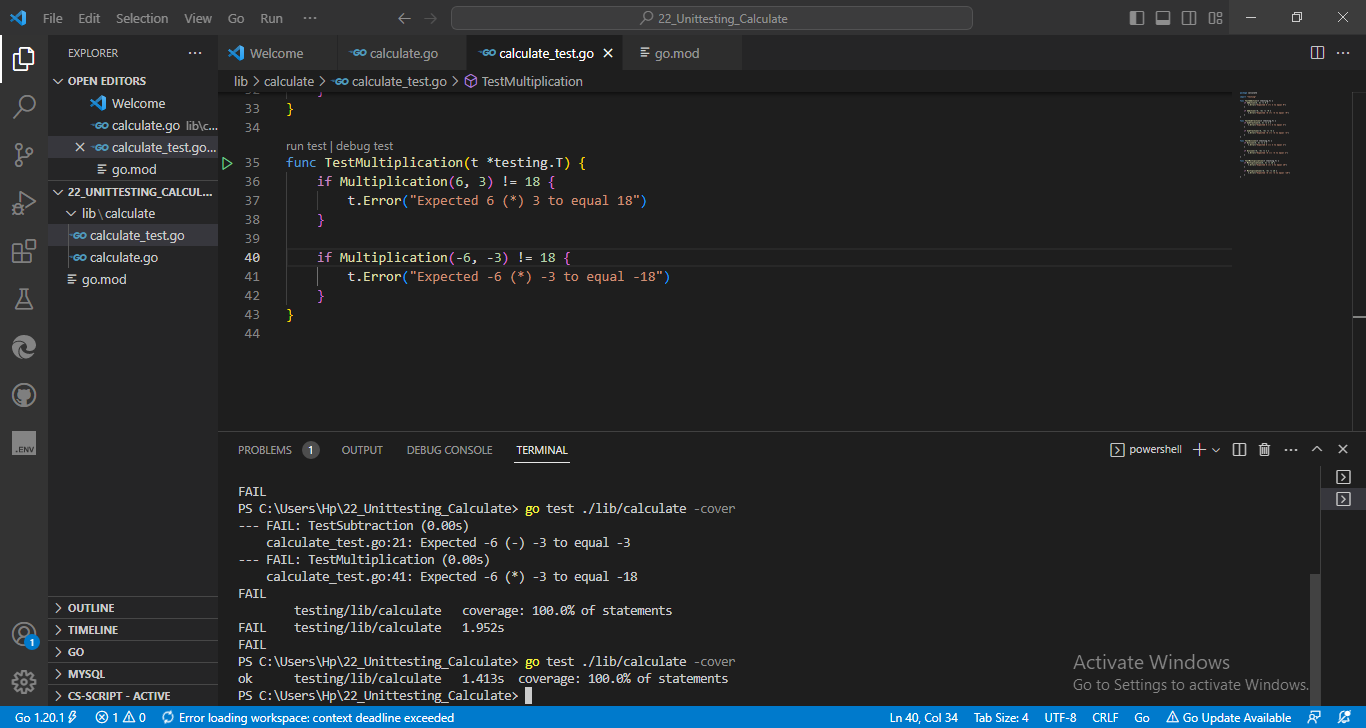 File Edit Selection View Go Run ··· 22_Unittesting_Calculate
EXPLORER ···
OPEN EDITORS
Welcome
calculate.go lib\c...
calculate_test.go...
go.mod
22_UNITTESTING_CALCUL...
lib\calculate
calculate_test.go
calculate.go
go.mod
OUTLINE
TIMELINE
GO
MYSQL
CS-SCRIPT - ACTIVE
.ENV
1
Welcome calculate.go calculate_test.go go.mod
lib > calculate > calculate_test.go > TestMultiplication
33 }
34
run test | debug test
35 func TestMultiplication(t *testing.T) {
36 if Multiplication(6, 3) != 18 {
37 t.Error("Expected 6 (*) 3 to equal 18")
38 }
39
40 if Multiplication(-6, -3) != 18 {
41 t.Error("Expected -6 (*) -3 to equal -18")
42 }
43 }
44
PROBLEMS 1 OUTPUT DEBUG CONSOLE TERMINAL powershell
FAIL
PS C:\Users\Hp\22_Unittesting_Calculate> go test ./lib/calculate -cover
--- FAIL: TestSubtraction (0.00s)
calculate_test.go:21: Expected -6 (-) -3 to equal -3
--- FAIL: TestMultiplication (0.00s)
calculate_test.go:41: Expected -6 (*) -3 to equal -18
FAIL
testing/lib/calculate coverage: 100.0% of statements
FAIL testing/lib/calculate 1.952s
FAIL
PS C:\Users\Hp\22_Unittesting_Calculate> go test ./lib/calculate -cover
ok testing/lib/calculate 1.413s coverage: 100.0% of statements
PS C:\Users\Hp\22_Unittesting_Calculate>
Activate Windows
Go to Settings to activate Windows.
Go 1.20.1 1 0 Error loading workspace: context deadline exceeded Ln 40, Col 34 Tab Size: 4 UTF-8 CRLF Go Go Update Available